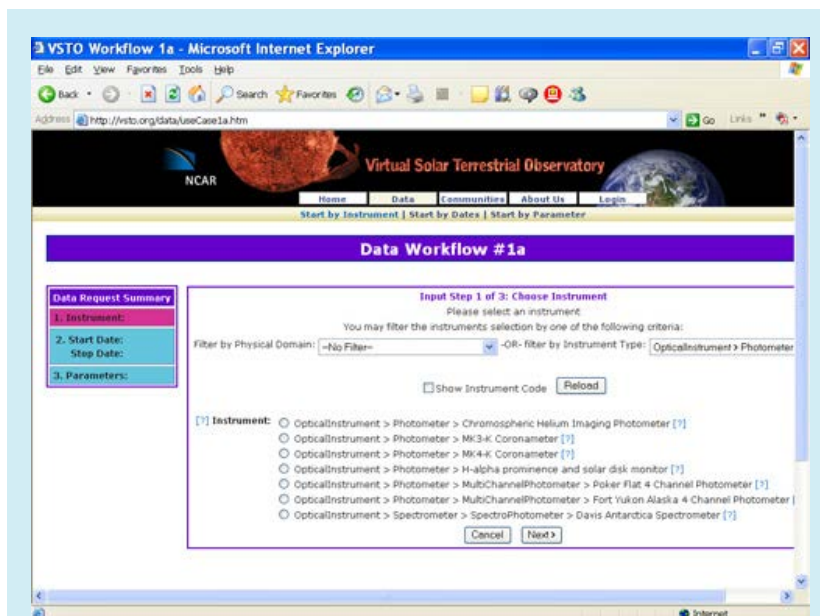 VSTO Workflow 1a - Microsoft Internet Explorer
File Edit View Favorites Tools Help
Back Search Favorites
Address http://vsto.org/data/useCase1a.htm Go Links »
NCAR
Virtual Solar Terrestrial Observatory
Home Data Communities About Us Login
Start by Instrument | Start by Dates | Start by Parameter
Data Workflow #1a
Data Request Summary
1. Instrument:
2. Start Date:
Stop Date:
3. Parameters:
Input Step 1 of 3: Choose Instrument
Please select an instrument
You may filter the instruments selection by one of the following criteria:
Filter by Physical Domain: --No Filter-- -OR- filter by Instrument Type: OpticalInstrument > Photometer
Show Instrument Code Reload
[?] Instrument: OpticalInstrument > Photometer > Chromospheric Helium Imaging Photometer [?]
OpticalInstrument > Photometer > MK3-K Coronameter [?]
OpticalInstrument > Photometer > MK4-K Coronameter [?]
OpticalInstrument > Photometer > H-alpha prominence and solar disk monitor [?]
OpticalInstrument > Photometer > MultiChannelPhotometer > Poker Flat 4 Channel Photometer [?]
OpticalInstrument > Photometer > MultiChannelPhotometer > Fort Yukon Alaska 4 Channel Photometer [
OpticalInstrument > Spectrometer > SpectroPhotometer > Davis Antarctica Spectrometer [?]
Cancel Next>
Internet